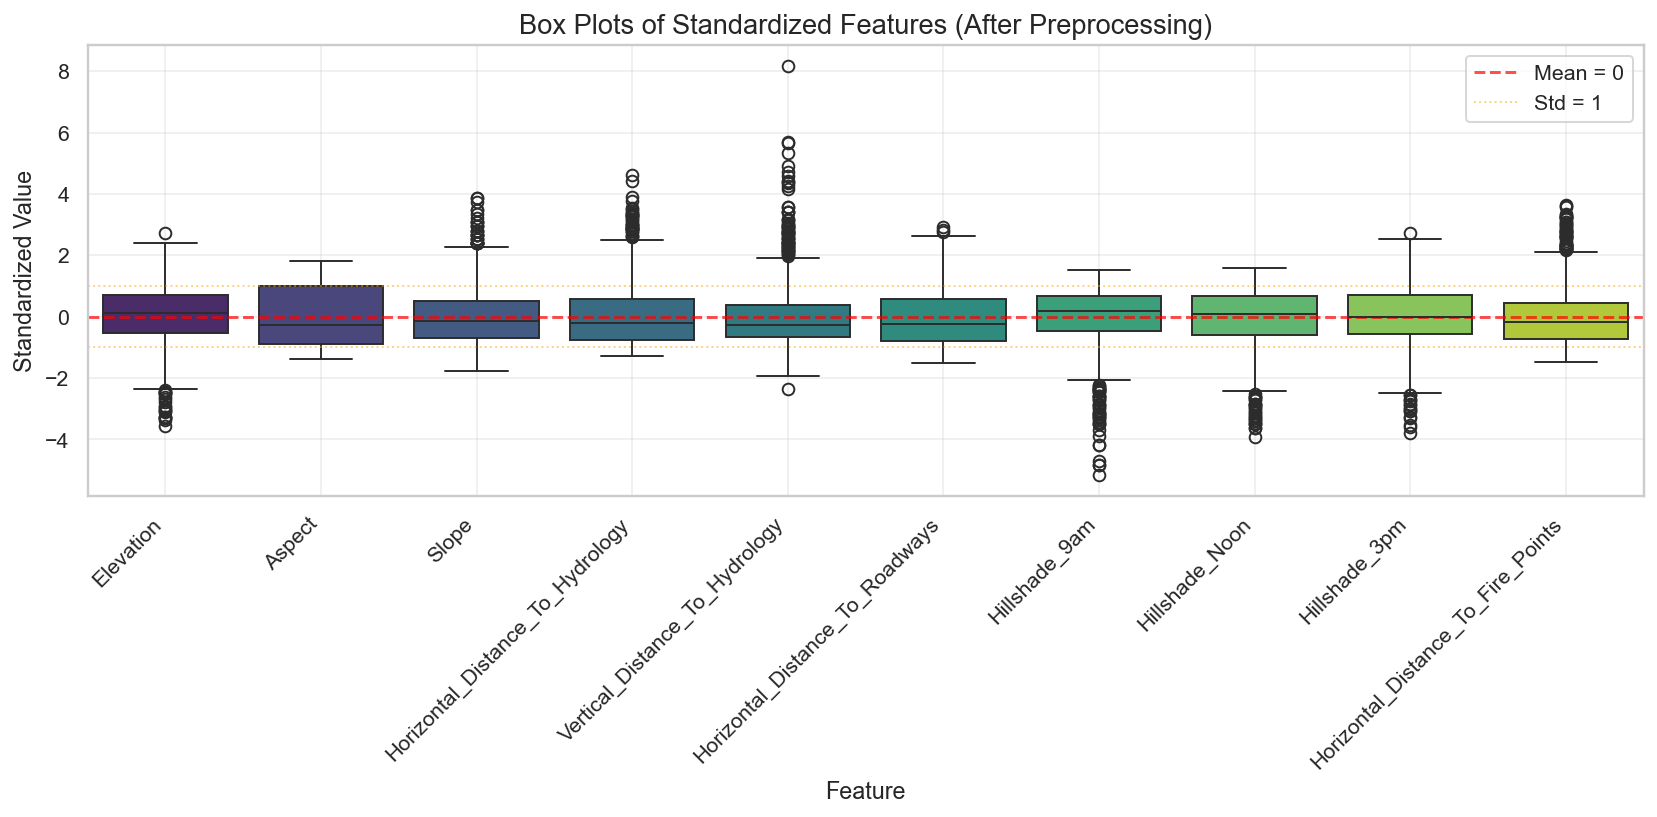 Box Plots of Standardized Features (After Preprocessing)
Mean = 0
Std = 1
Standardized Value
8
6
4
2
0
−2
−4
Elevation
Aspect
Slope
Horizontal_Distance_To_Hydrology
Vertical_Distance_To_Hydrology
Horizontal_Distance_To_Roadways
Hillshade_9am
Hillshade_Noon
Hillshade_3pm
Horizontal_Distance_To_Fire_Points
Feature